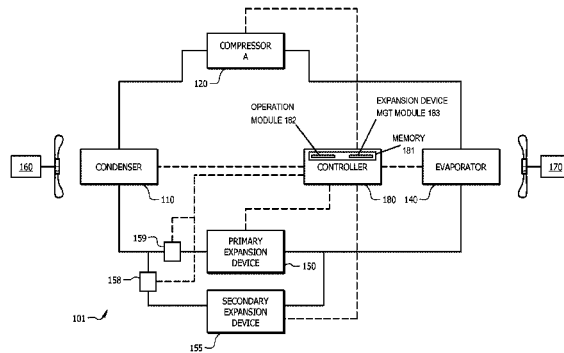 COMPRESSOR
A
120
OPERATION
MODULE 182
EXPANSION DEVICE
MGT MODULE 183
MEMORY
181
160
CONDENSER
110
CONTROLLER
180
EVAPORATOR
140
170
159
PRIMARY
EXPANSION
DEVICE
150
158
SECONDARY
EXPANSION DEVICE
155
101